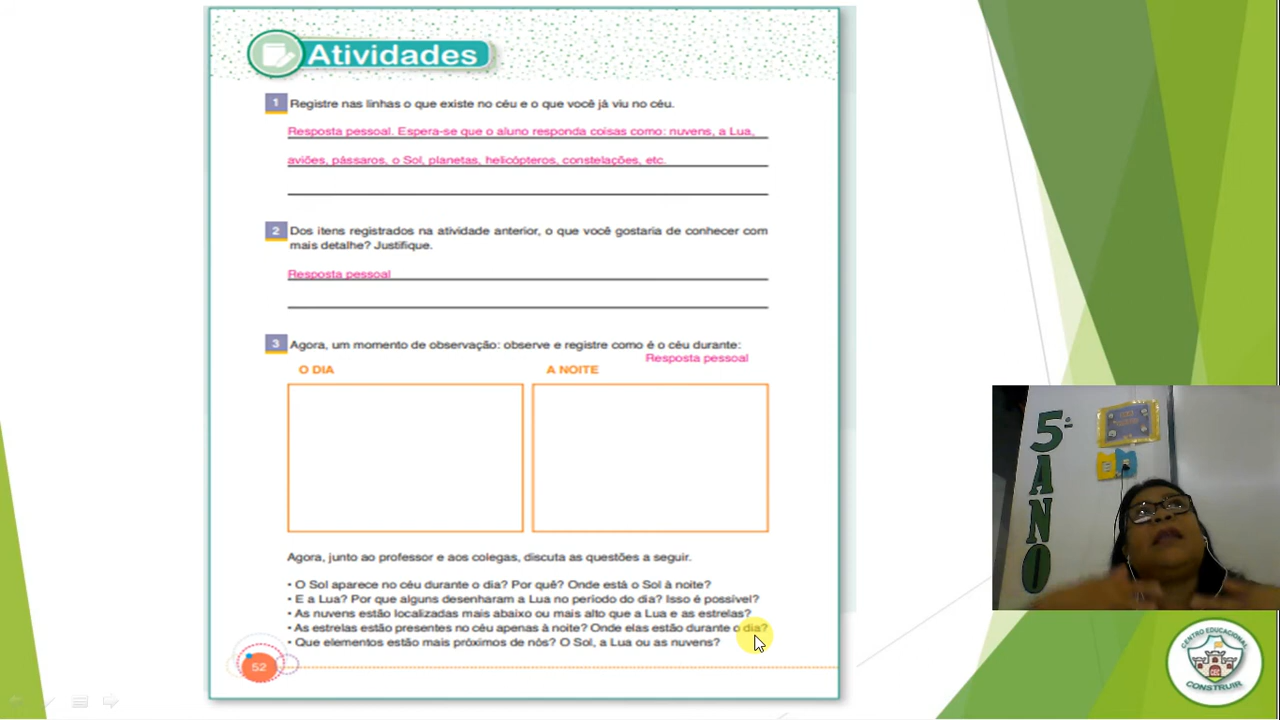 Atividades
1 Registre nas linhas o que existe no céu e o que você já viu no céu.
Resposta pessoal. Espera-se que o aluno responda coisas como: nuvens, a Lua,
aviões, pássaros, o Sol, planetas, helicópteros, constelações, etc.
2 Dos itens registrados na atividade anterior, o que você gostaria de conhecer com
mais detalhe? Justifique.
Resposta pessoal
3 Agora, um momento de observação: observe e registre como é o céu durante:
Resposta pessoal
O DIA
A NOITE
Agora, junto ao professor e aos colegas, discuta as questões a seguir.
• O Sol aparece no céu durante o dia? Por quê? Onde está o Sol à noite?
• E a Lua? Por que alguns desenharam a Lua no período do dia? Isso é possível?
• As nuvens estão localizadas mais abaixo ou mais alto que a Lua e as estrelas?
• As estrelas estão presentes no céu apenas à noite? Onde elas estão durante o dia?
• Que elementos estão mais próximos de nós? O Sol, a Lua ou as nuvens?
52
5º ANO
CENTRO EDUCACIONAL
CONSTRUIR